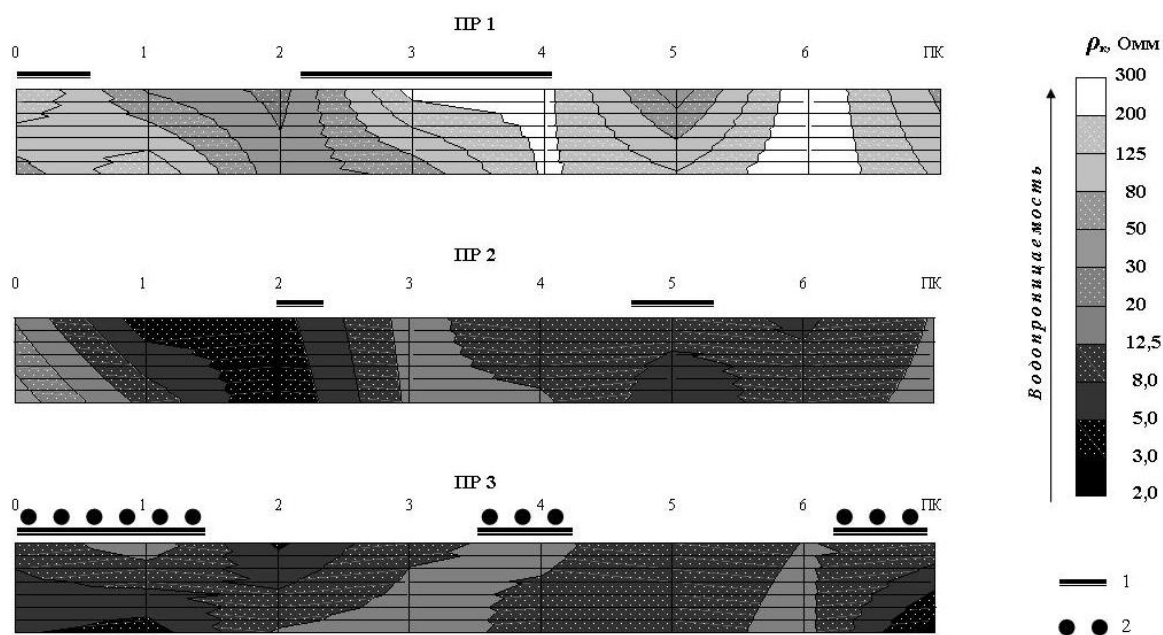 ПР 1
0 1 2 3 4 5 6 ПК
ρк, Омм
300
200
125
80
50
30
20
12,5
8,0
5,0
3,0
2,0
Водопроницаемость
ПР 2
0 1 2 3 4 5 6 ПК
ПР 3
0 1 2 3 4 5 6 ПК
1
2